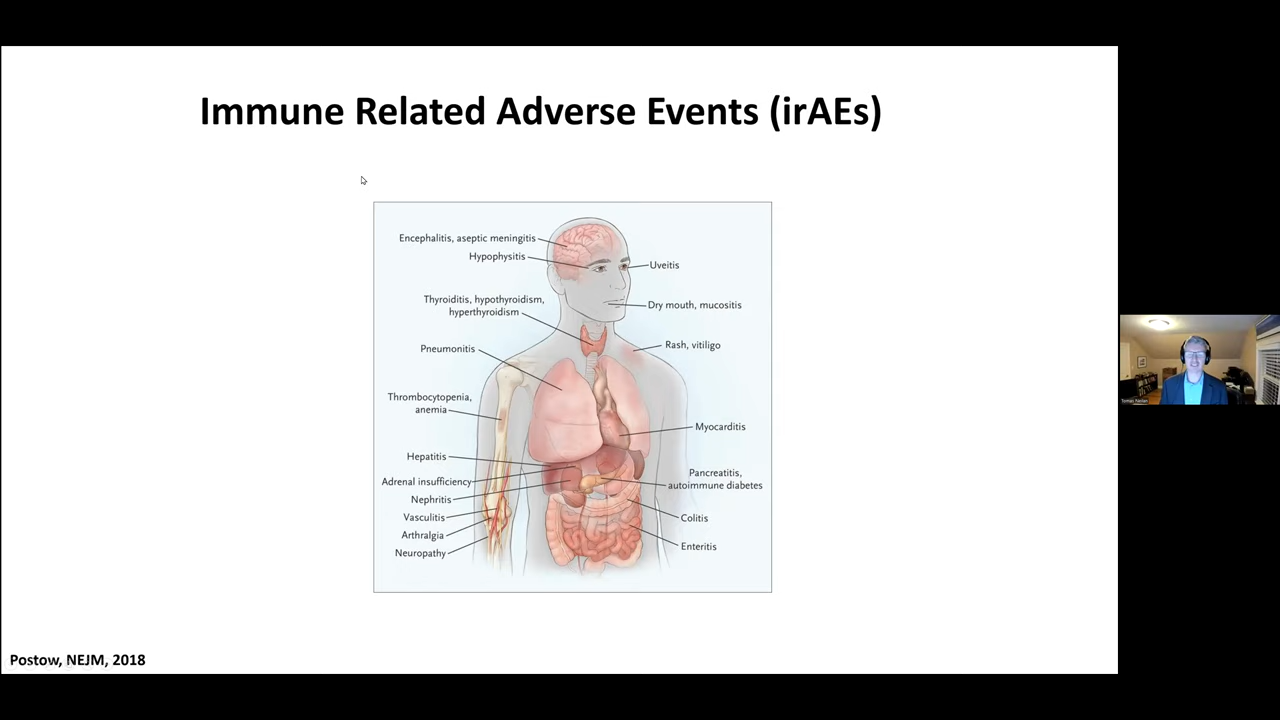 Immune Related Adverse Events (irAEs)
Encephalitis, aseptic meningitis
Hypophysitis
Uveitis
Thyroiditis, hypothyroidism,
hyperthyroidism
Dry mouth, mucositis
Pneumonitis
Rash, vitiligo
Thrombocytopenia,
anemia
Myocarditis
Hepatitis
Adrenal insufficiency
Nephritis
Vasculitis
Arthralgia
Neuropathy
Pancreatitis,
autoimmune diabetes
Colitis
Enteritis
Postow, NEJM, 2018